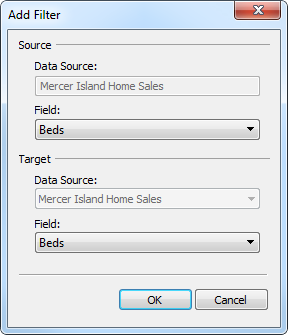 Add Filter
Source
Data Source:
Mercer Island Home Sales
Field:
Beds
Target
Data Source:
Mercer Island Home Sales
Field:
Beds
OK
Cancel